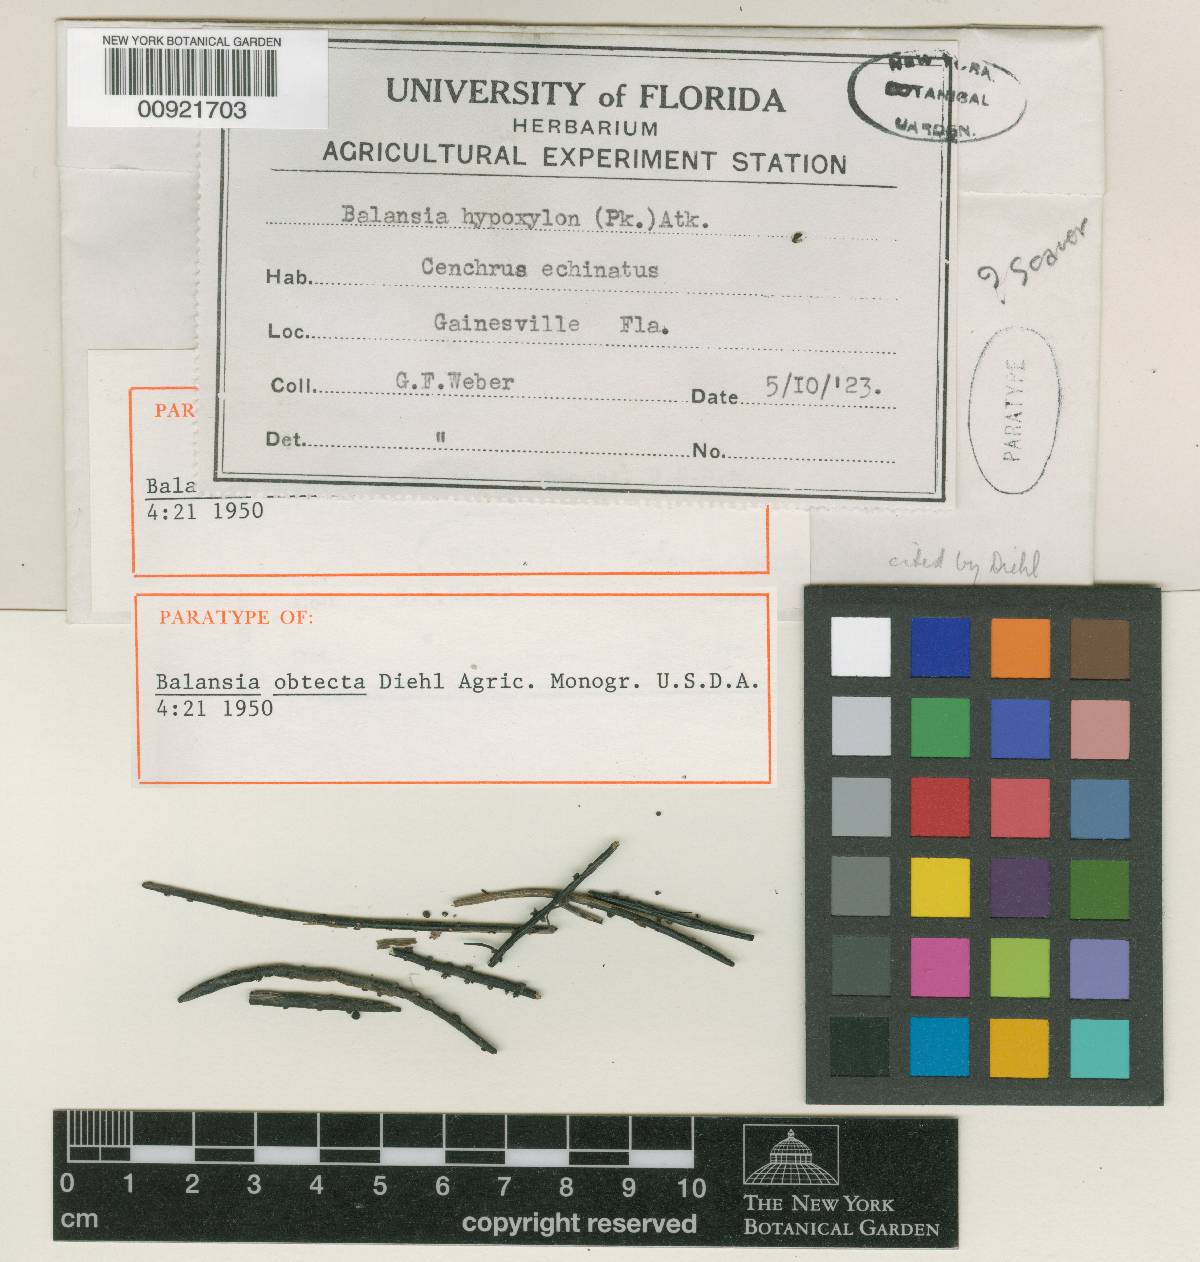 NEW YORK BOTANICAL GARDEN
00921703
UNIVERSITY of FLORIDA
HERBARIUM
AGRICULTURAL EXPERIMENT STATION
Balansia hypoxylon (Pk.)Atk.
Hab. Cenchrus echinatus
Loc. Gainesville Fla.
Coll. G.F.Weber Date 5/10/'23.
Det. " No.
BOTANICAL
GARDEN.
Seaver
PARATYPE
cited by Diehl
PAR
Bala
4:21 1950
PARATYPE OF:
Balansia obtecta Diehl Agric. Monogr. U.S.D.A.
4:21 1950
0 1 2 3 4 5 6 7 8 9 10
cm
copyright reserved
THE NEW YORK
BOTANICAL GARDEN